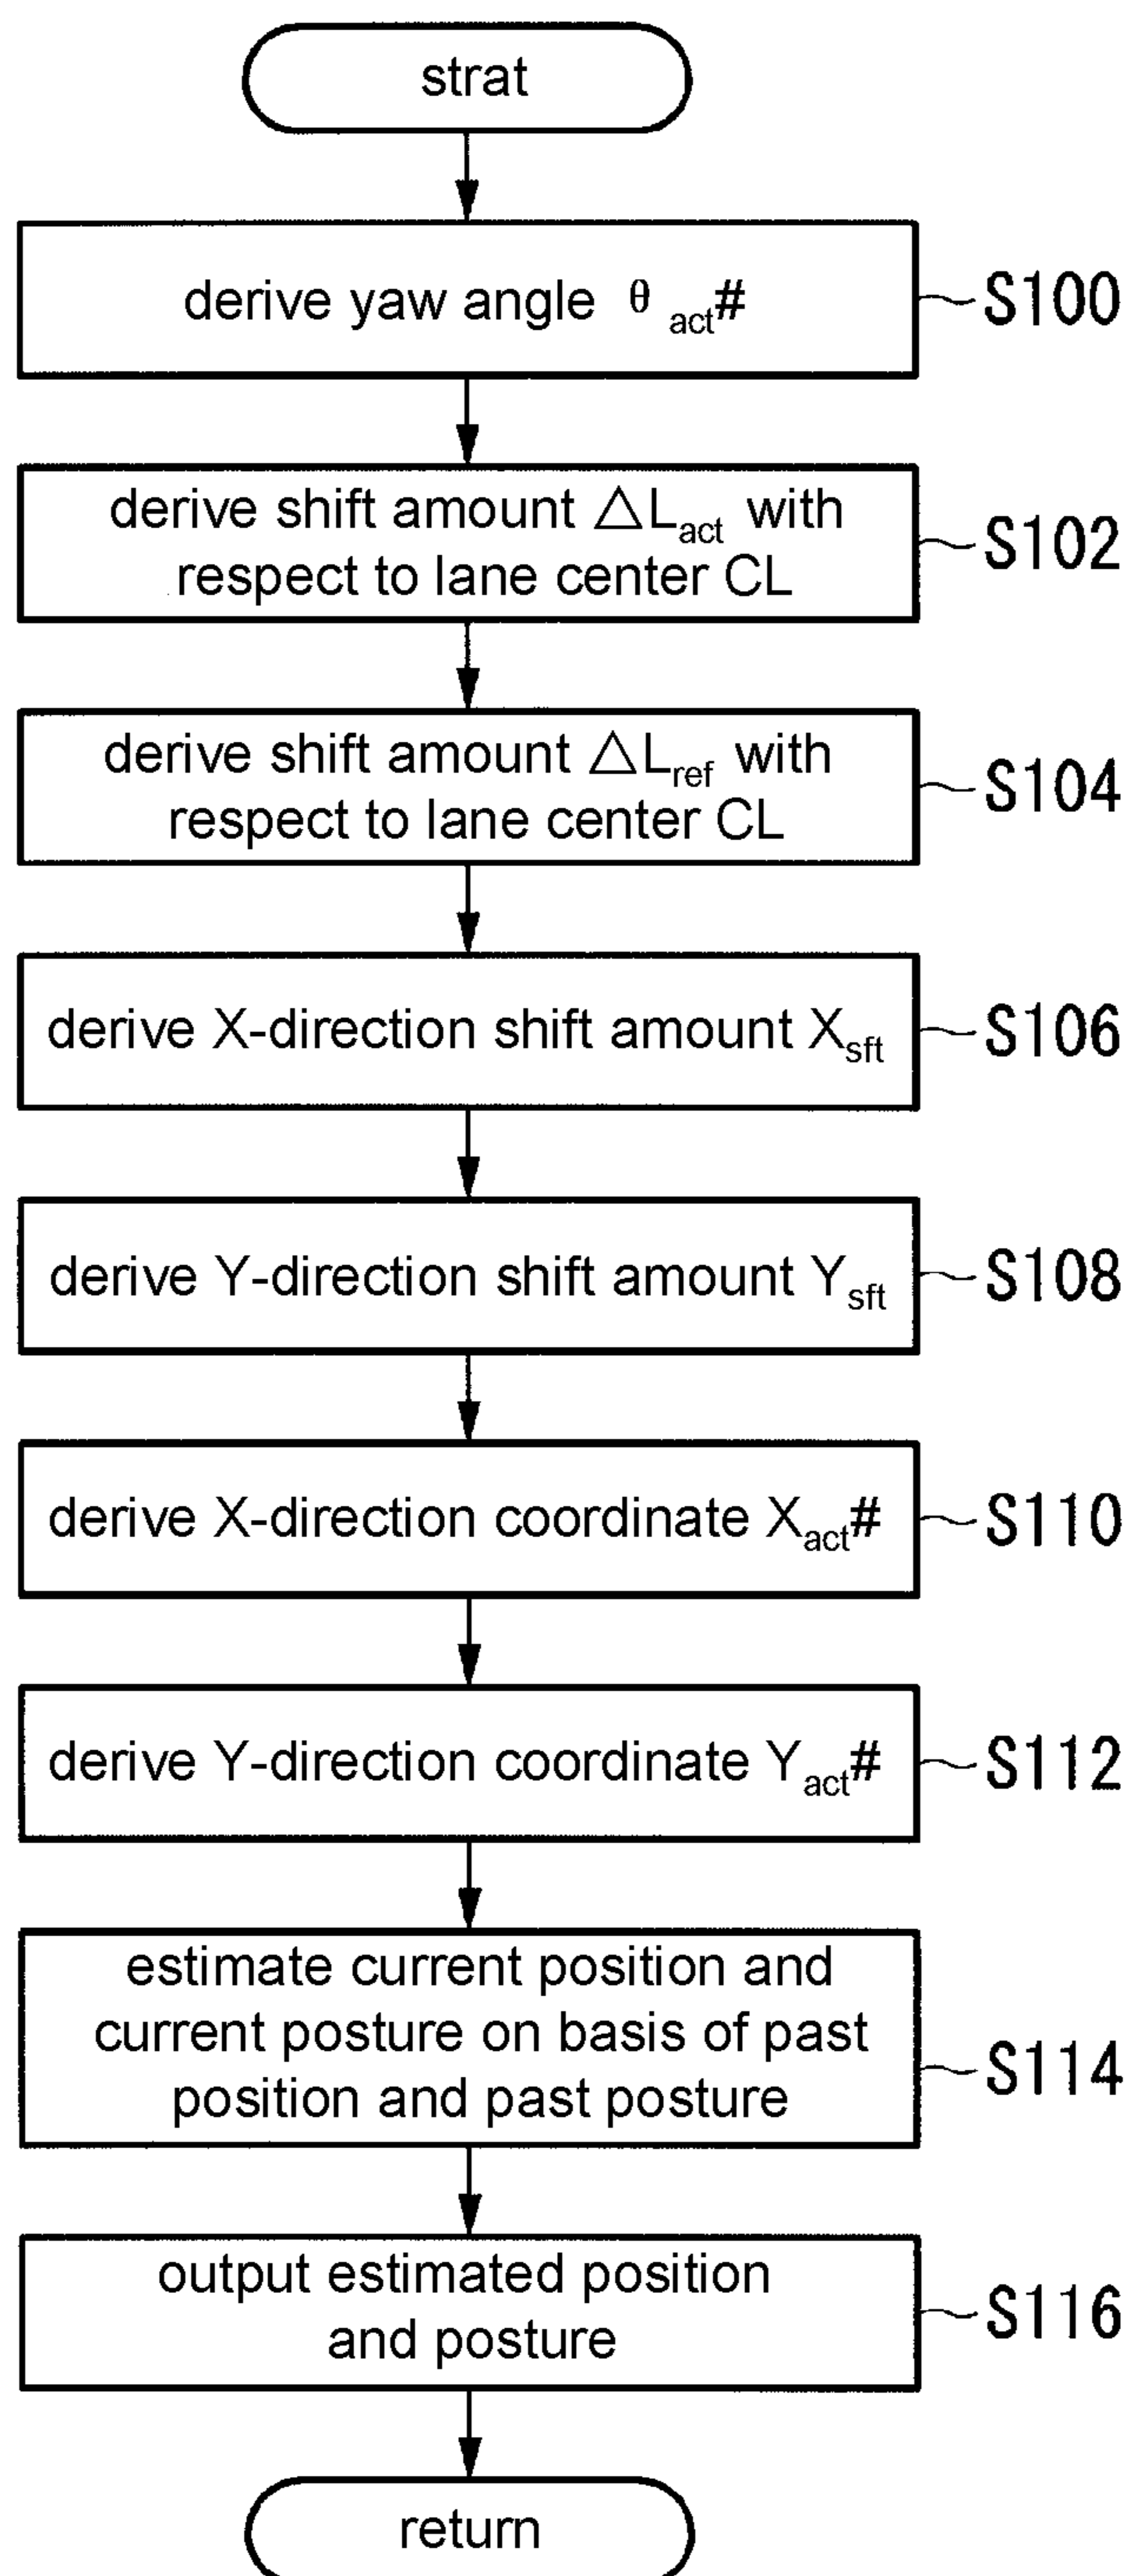 strat
derive yaw angle θ act#
S100
derive shift amount △Lact with
respect to lane center CL
S102
derive shift amount △Lref with
respect to lane center CL
S104
derive X-direction shift amount Xsft
S106
derive Y-direction shift amount Ysft
S108
derive X-direction coordinate Xact#
S110
derive Y-direction coordinate Yact#
S112
estimate current position and
current posture on basis of past
position and past posture
S114
output estimated position
and posture
S116
return